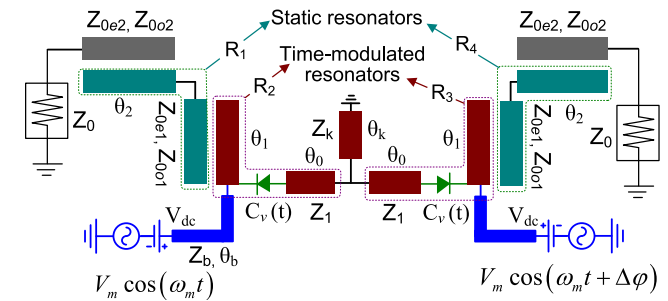 Z0e2, Z0o2
Static resonators
Z0e2, Z0o2
R1
R4
Time-modulated
resonators
R2
R3
Z0
θ2
Z0e1, Z0o1
θ1
Zk
θk
θ1
Z0e1, Z0o1
θ2
Z0
θ0
θ0
Cv(t)
Z1
Z1
Cv(t)
Vdc
Vdc
Zb, θb
Vm cos(ωmt)
Vm cos(ωmt + Δφ)